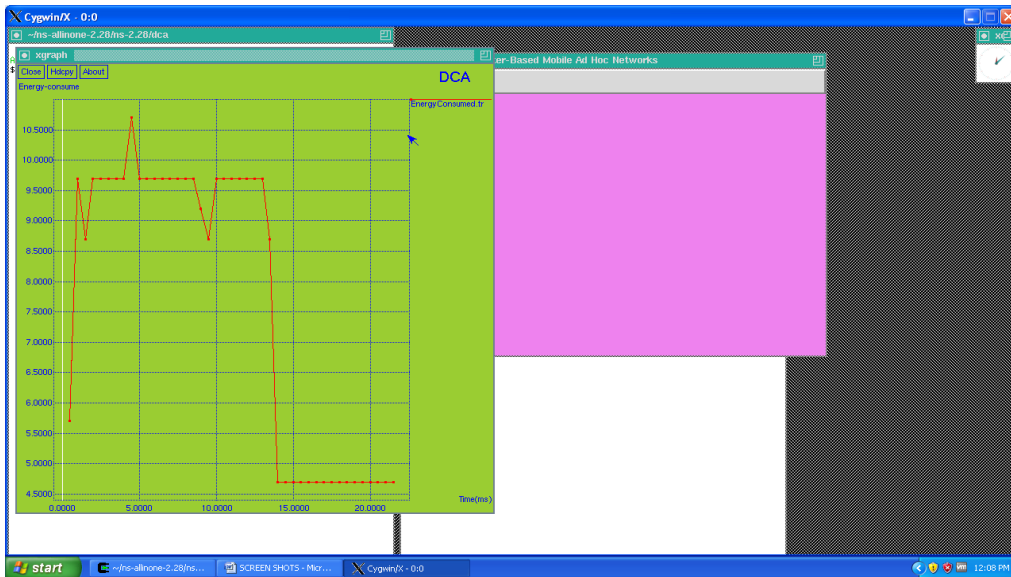 Cygwin/X - 0:0
~/ns-allinone-2.28/ns-2.28/dca
xgraph
ter-Based Mobile Ad Hoc Networks
Close Hdcpy About
DCA
Energy-consume
EnergyConsumed.tr
10.5000
10.0000
9.5000
9.0000
8.5000
8.0000
7.5000
7.0000
6.5000
6.0000
5.5000
5.0000
4.5000
Time(ms)
0.0000 5.0000 10.0000 15.0000 20.0000
start ~/ns-allinone-2.28/ns... SCREEN SHOTS - Micr... Cygwin/X - 0:0 12:08 PM